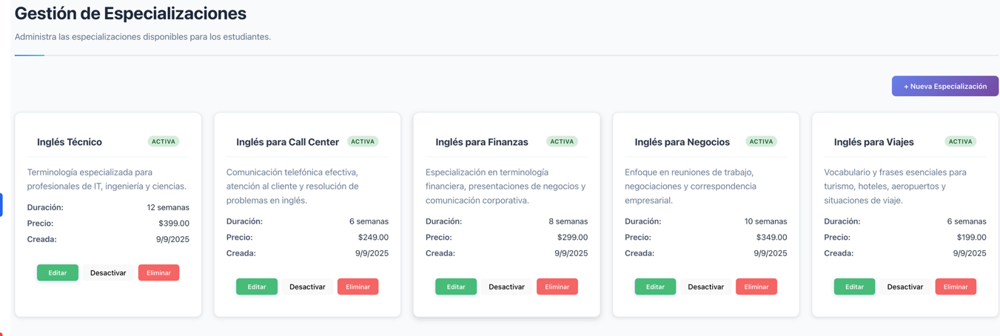 Gestión de Especializaciones
Administra las especializaciones disponibles para los estudiantes.
+ Nueva Especialización
Inglés Técnico ACTIVA
Terminología especializada para
profesionales de IT, ingeniería y ciencias.
Duración: 12 semanas
Precio: $399.00
Creada: 9/9/2025
Editar Desactivar Eliminar
Inglés para Call Center ACTIVA
Comunicación telefónica efectiva,
atención al cliente y resolución de
problemas en inglés.
Duración: 6 semanas
Precio: $249.00
Creada: 9/9/2025
Editar Desactivar Eliminar
Inglés para Finanzas ACTIVA
Especialización en terminología
financiera, presentaciones de negocios y
comunicación corporativa.
Duración: 8 semanas
Precio: $299.00
Creada: 9/9/2025
Editar Desactivar Eliminar
Inglés para Negocios ACTIVA
Enfoque en reuniones de trabajo,
negociaciones y correspondencia
empresarial.
Duración: 10 semanas
Precio: $349.00
Creada: 9/9/2025
Editar Desactivar Eliminar
Inglés para Viajes ACTIVA
Vocabulario y frases esenciales para
turismo, hoteles, aeropuertos y
situaciones de viaje.
Duración: 6 semanas
Precio: $199.00
Creada: 9/9/2025
Editar Desactivar Eliminar